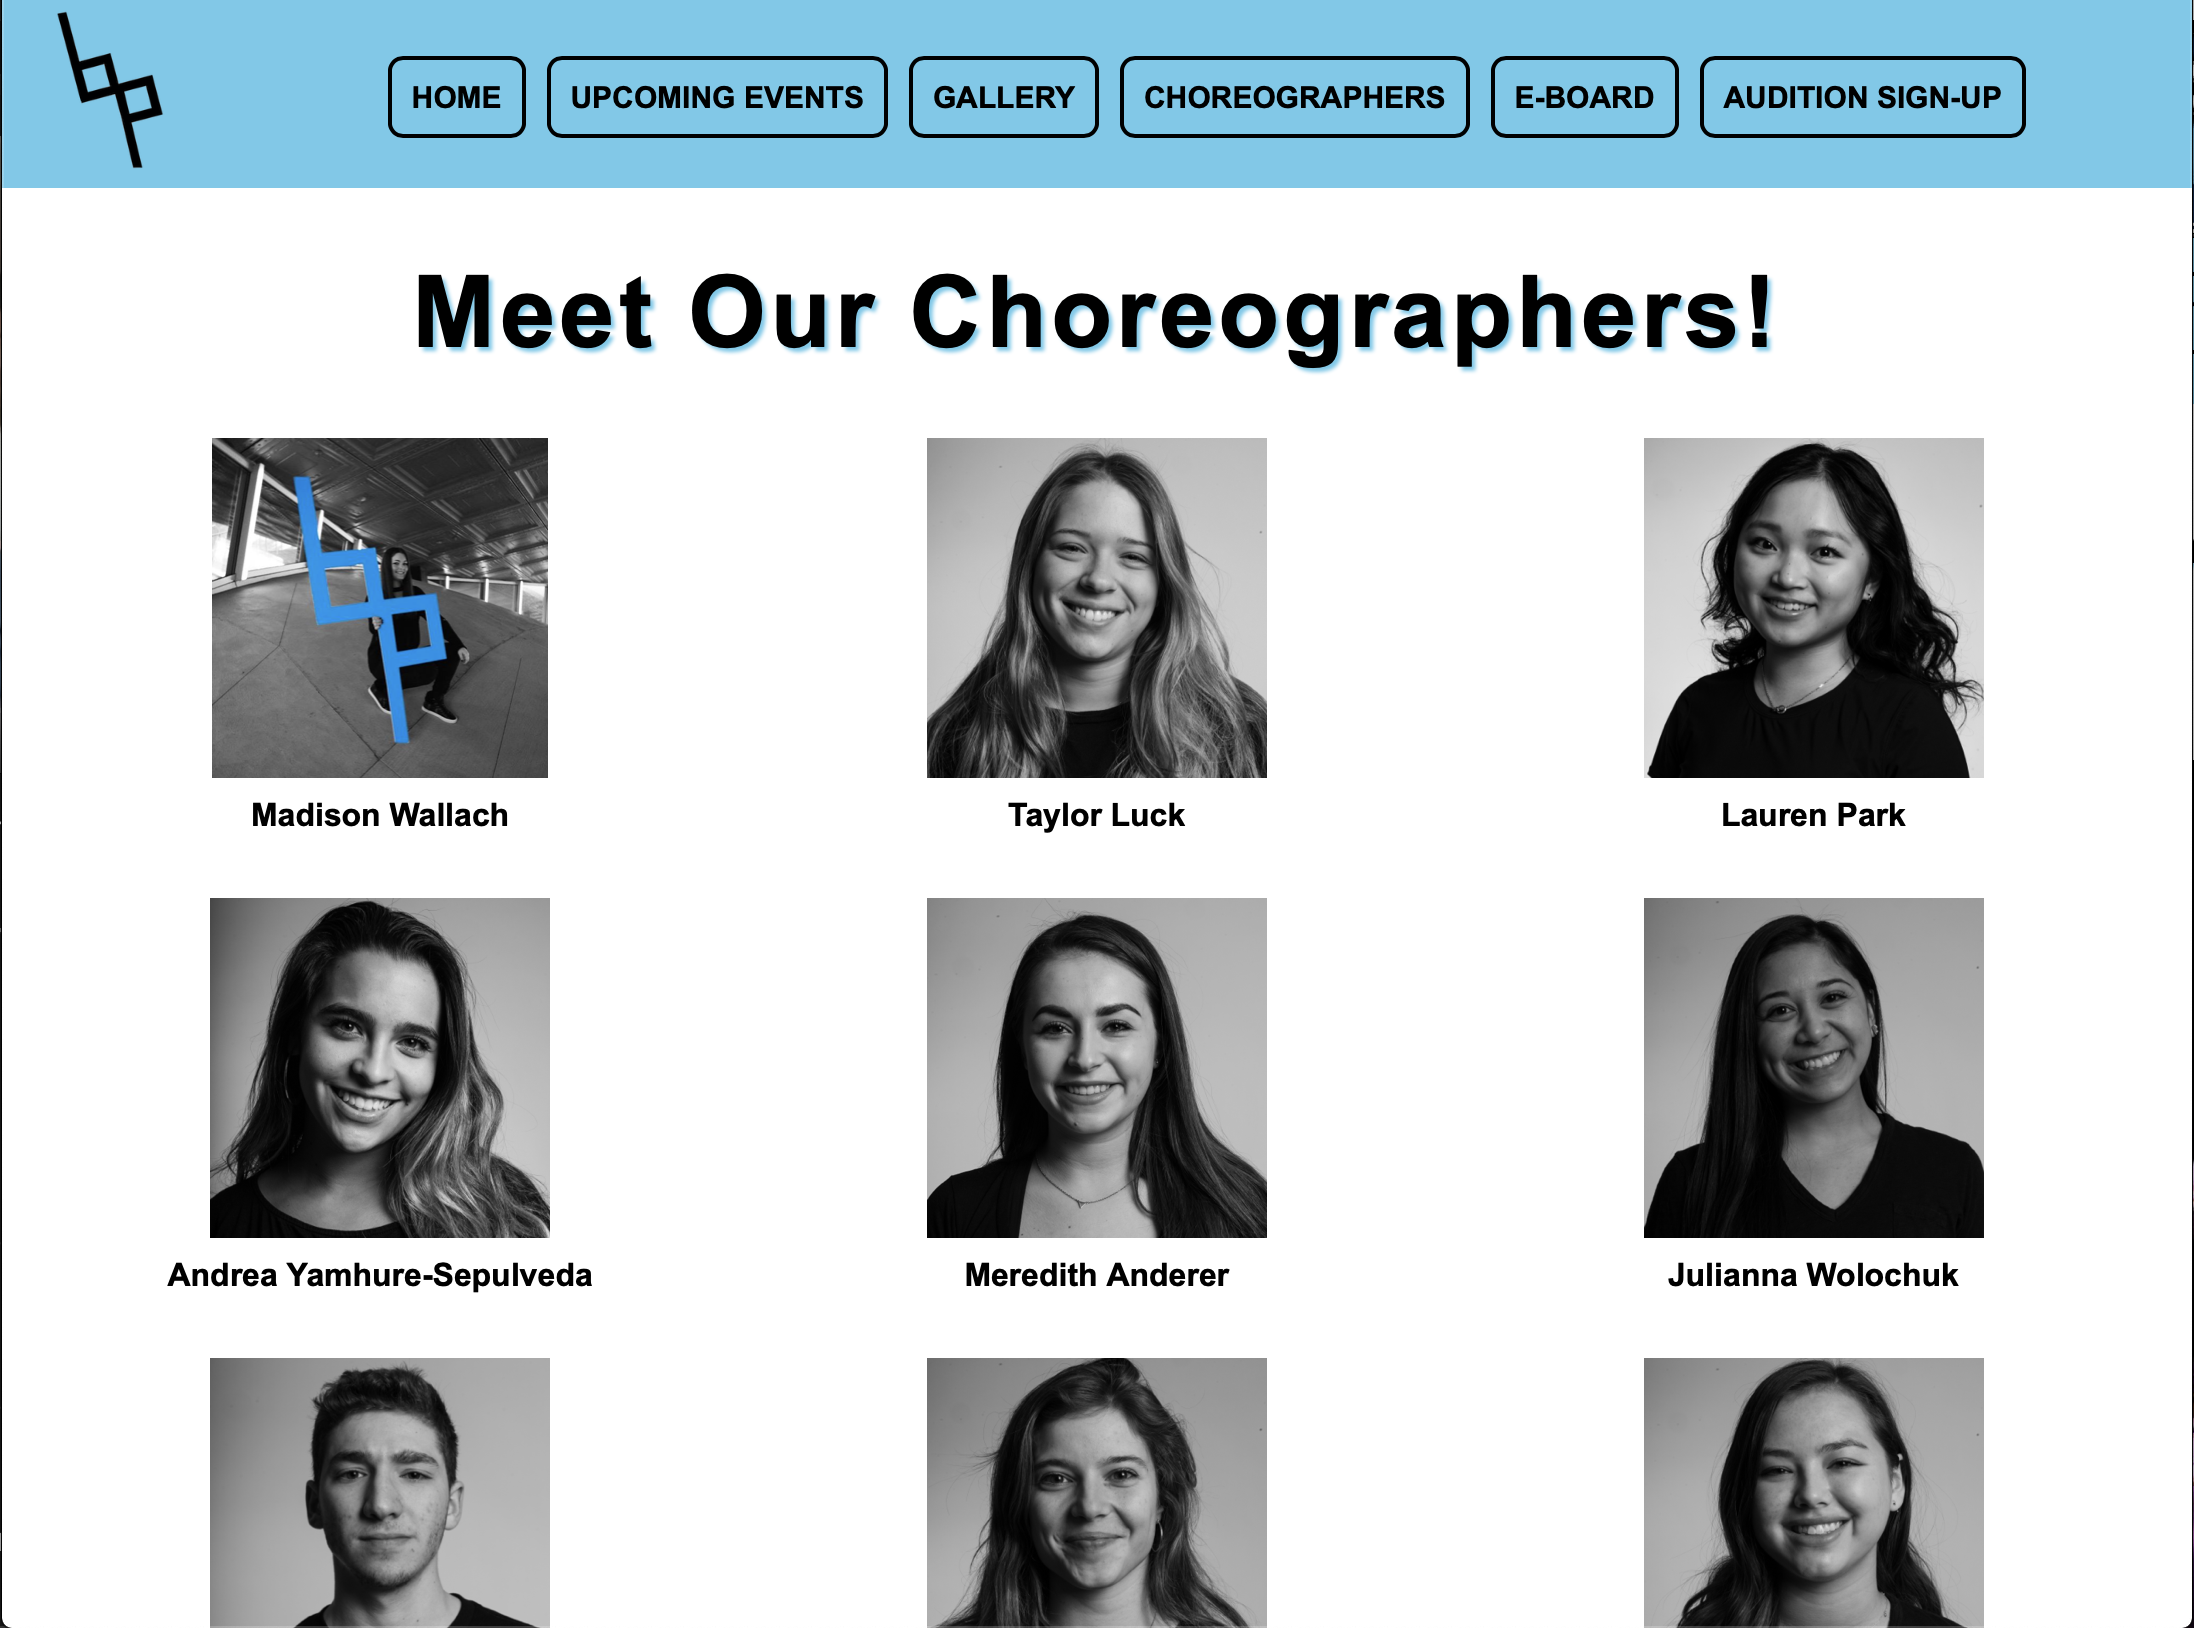 HOME UPCOMING EVENTS GALLERY CHOREOGRAPHERS E-BOARD AUDITION SIGN-UP
Meet Our Choreographers!
Madison Wallach Taylor Luck Lauren Park
Andrea Yamhure-Sepulveda Meredith Anderer Julianna Wolochuk